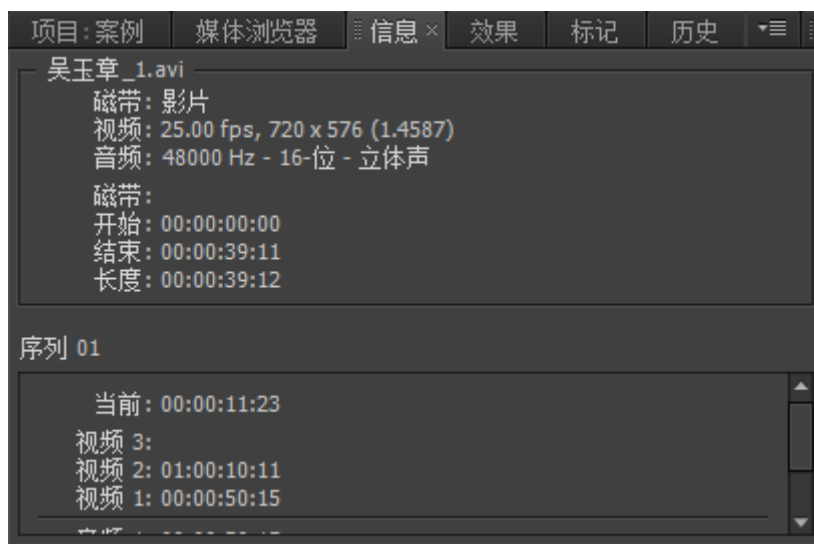 项目:案例 媒体浏览器 信息 × 效果 标记 历史
吴玉章_1.avi
磁带: 影片
视频: 25.00 fps, 720 x 576 (1.4587)
音频: 48000 Hz - 16-位 - 立体声
磁带:
开始: 00:00:00:00
结束: 00:00:39:11
长度: 00:00:39:12
序列 01
当前: 00:00:11:23
视频 3:
视频 2: 01:00:10:11
视频 1: 00:00:50:15